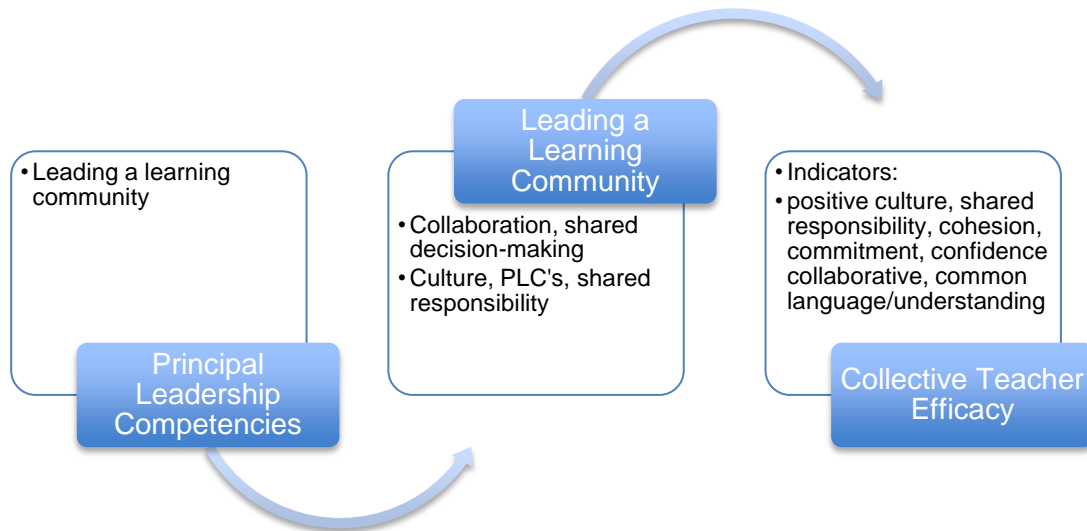 • Leading a learning
community
Principal
Leadership
Competencies
Leading a
Learning
Community
• Collaboration, shared
decision-making
• Culture, PLC's, shared
responsibility
• Indicators:
• positive culture, shared
responsibility, cohesion,
commitment, confidence
collaborative, common
language/understanding
Collective Teacher
Efficacy